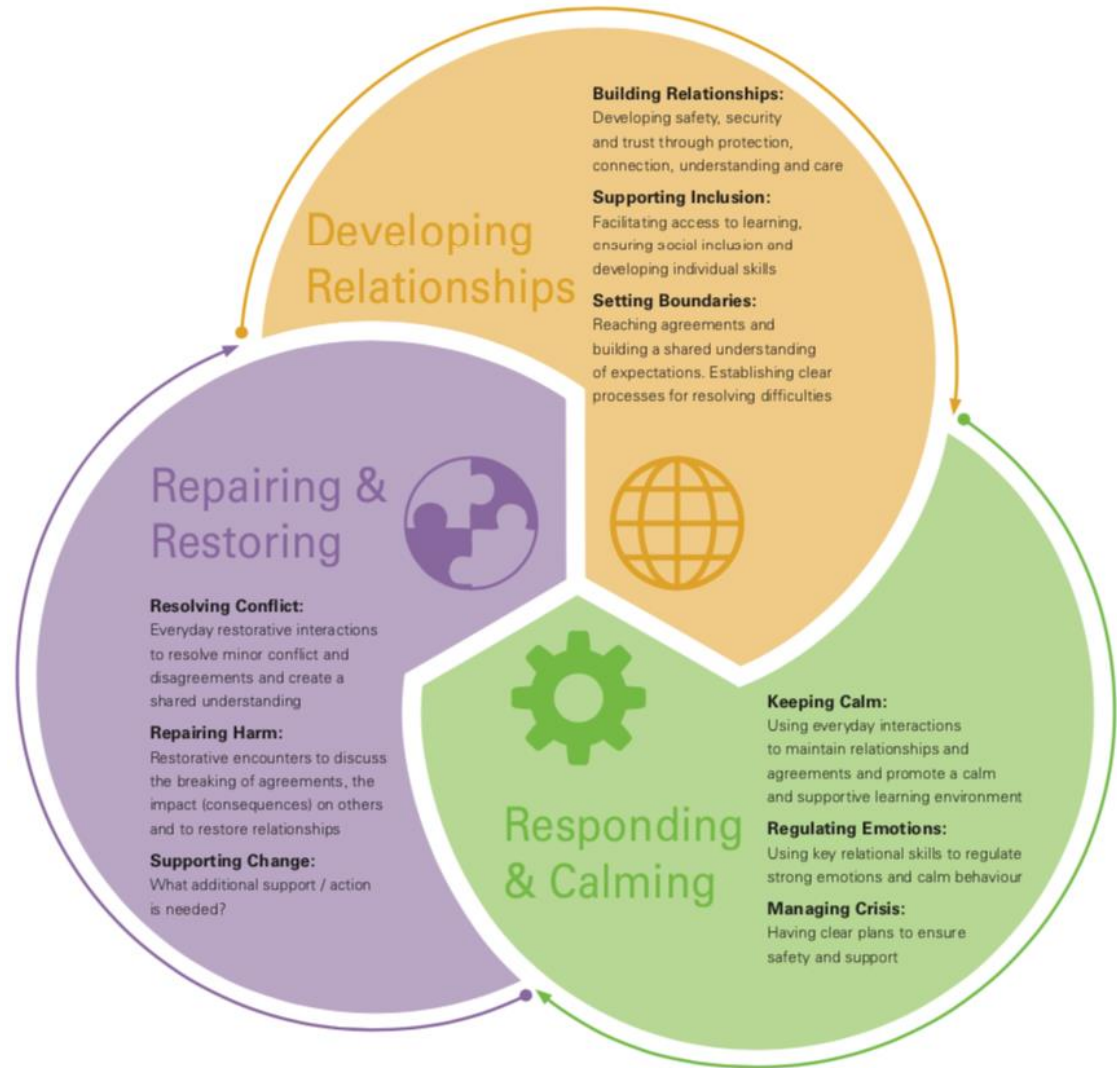 Developing
Relationships
Building Relationships:
Developing safety, security
and trust through protection,
connection, understanding and care
Supporting Inclusion:
Facilitating access to learning,
ensuring social inclusion and
developing individual skills
Setting Boundaries:
Reaching agreements and
building a shared understanding
of expectations. Establishing clear
processes for resolving difficulties
Repairing &
Restoring
Resolving Conflict:
Everyday restorative interactions
to resolve minor conflict and
disagreements and create a
shared understanding
Repairing Harm:
Restorative encounters to discuss
the breaking of agreements, the
impact (consequences) on others
and to restore relationships
Supporting Change:
What additional support / action
is needed?
Responding
& Calming
Keeping Calm:
Using everyday interactions
to maintain relationships and
agreements and promote a calm
and supportive learning environment
Regulating Emotions:
Using key relational skills to regulate
strong emotions and calm behaviour
Managing Crisis:
Having clear plans to ensure
safety and support